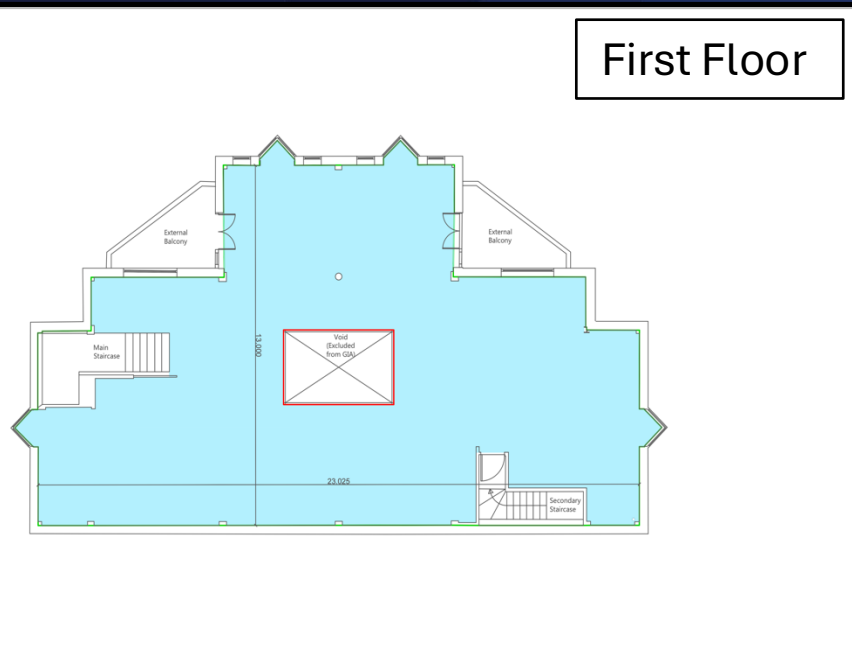 First Floor
External
Balcony
External
Balcony
Void
(Excluded
from GIA)
Main
Staircase
13.000
23.025
Secondary
Staircase